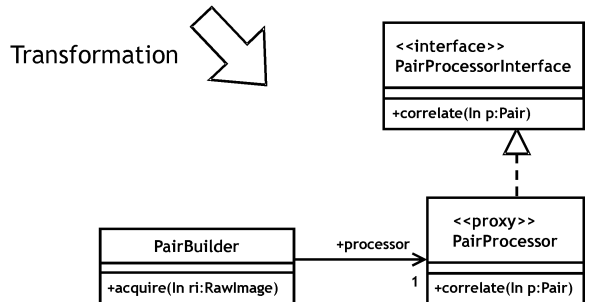 Transformation
<<interface>>
PairProcessorInterface
+correlate(In p:Pair)
<<proxy>>
PairProcessor
+correlate(In p:Pair)
PairBuilder
+acquire(In ri:RawImage)
+processor
1